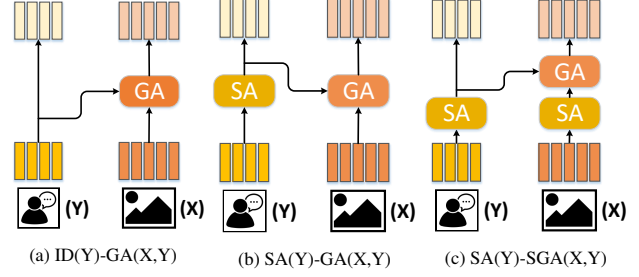 GA
SA
GA
SA
GA
SA
(Y)
(X)
(Y)
(X)
(Y)
(X)
(a) ID(Y)-GA(X,Y)
(b) SA(Y)-GA(X,Y)
(c) SA(Y)-SGA(X,Y)